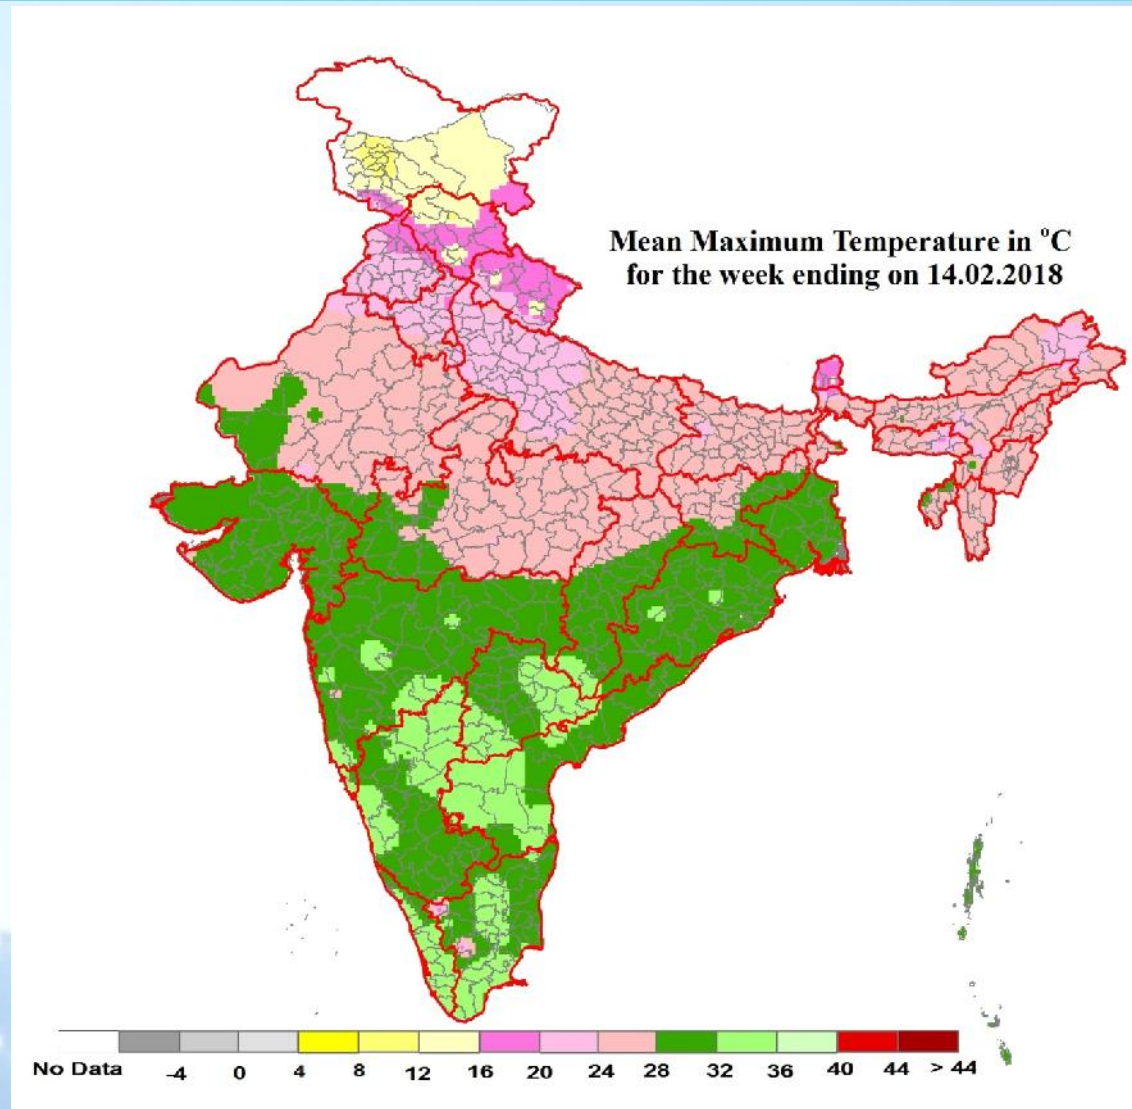 Mean Maximum Temperature in °C
for the week ending on 14.02.2018
No Data -4 0 4 8 12 16 20 24 28 32 36 40 44 > 44